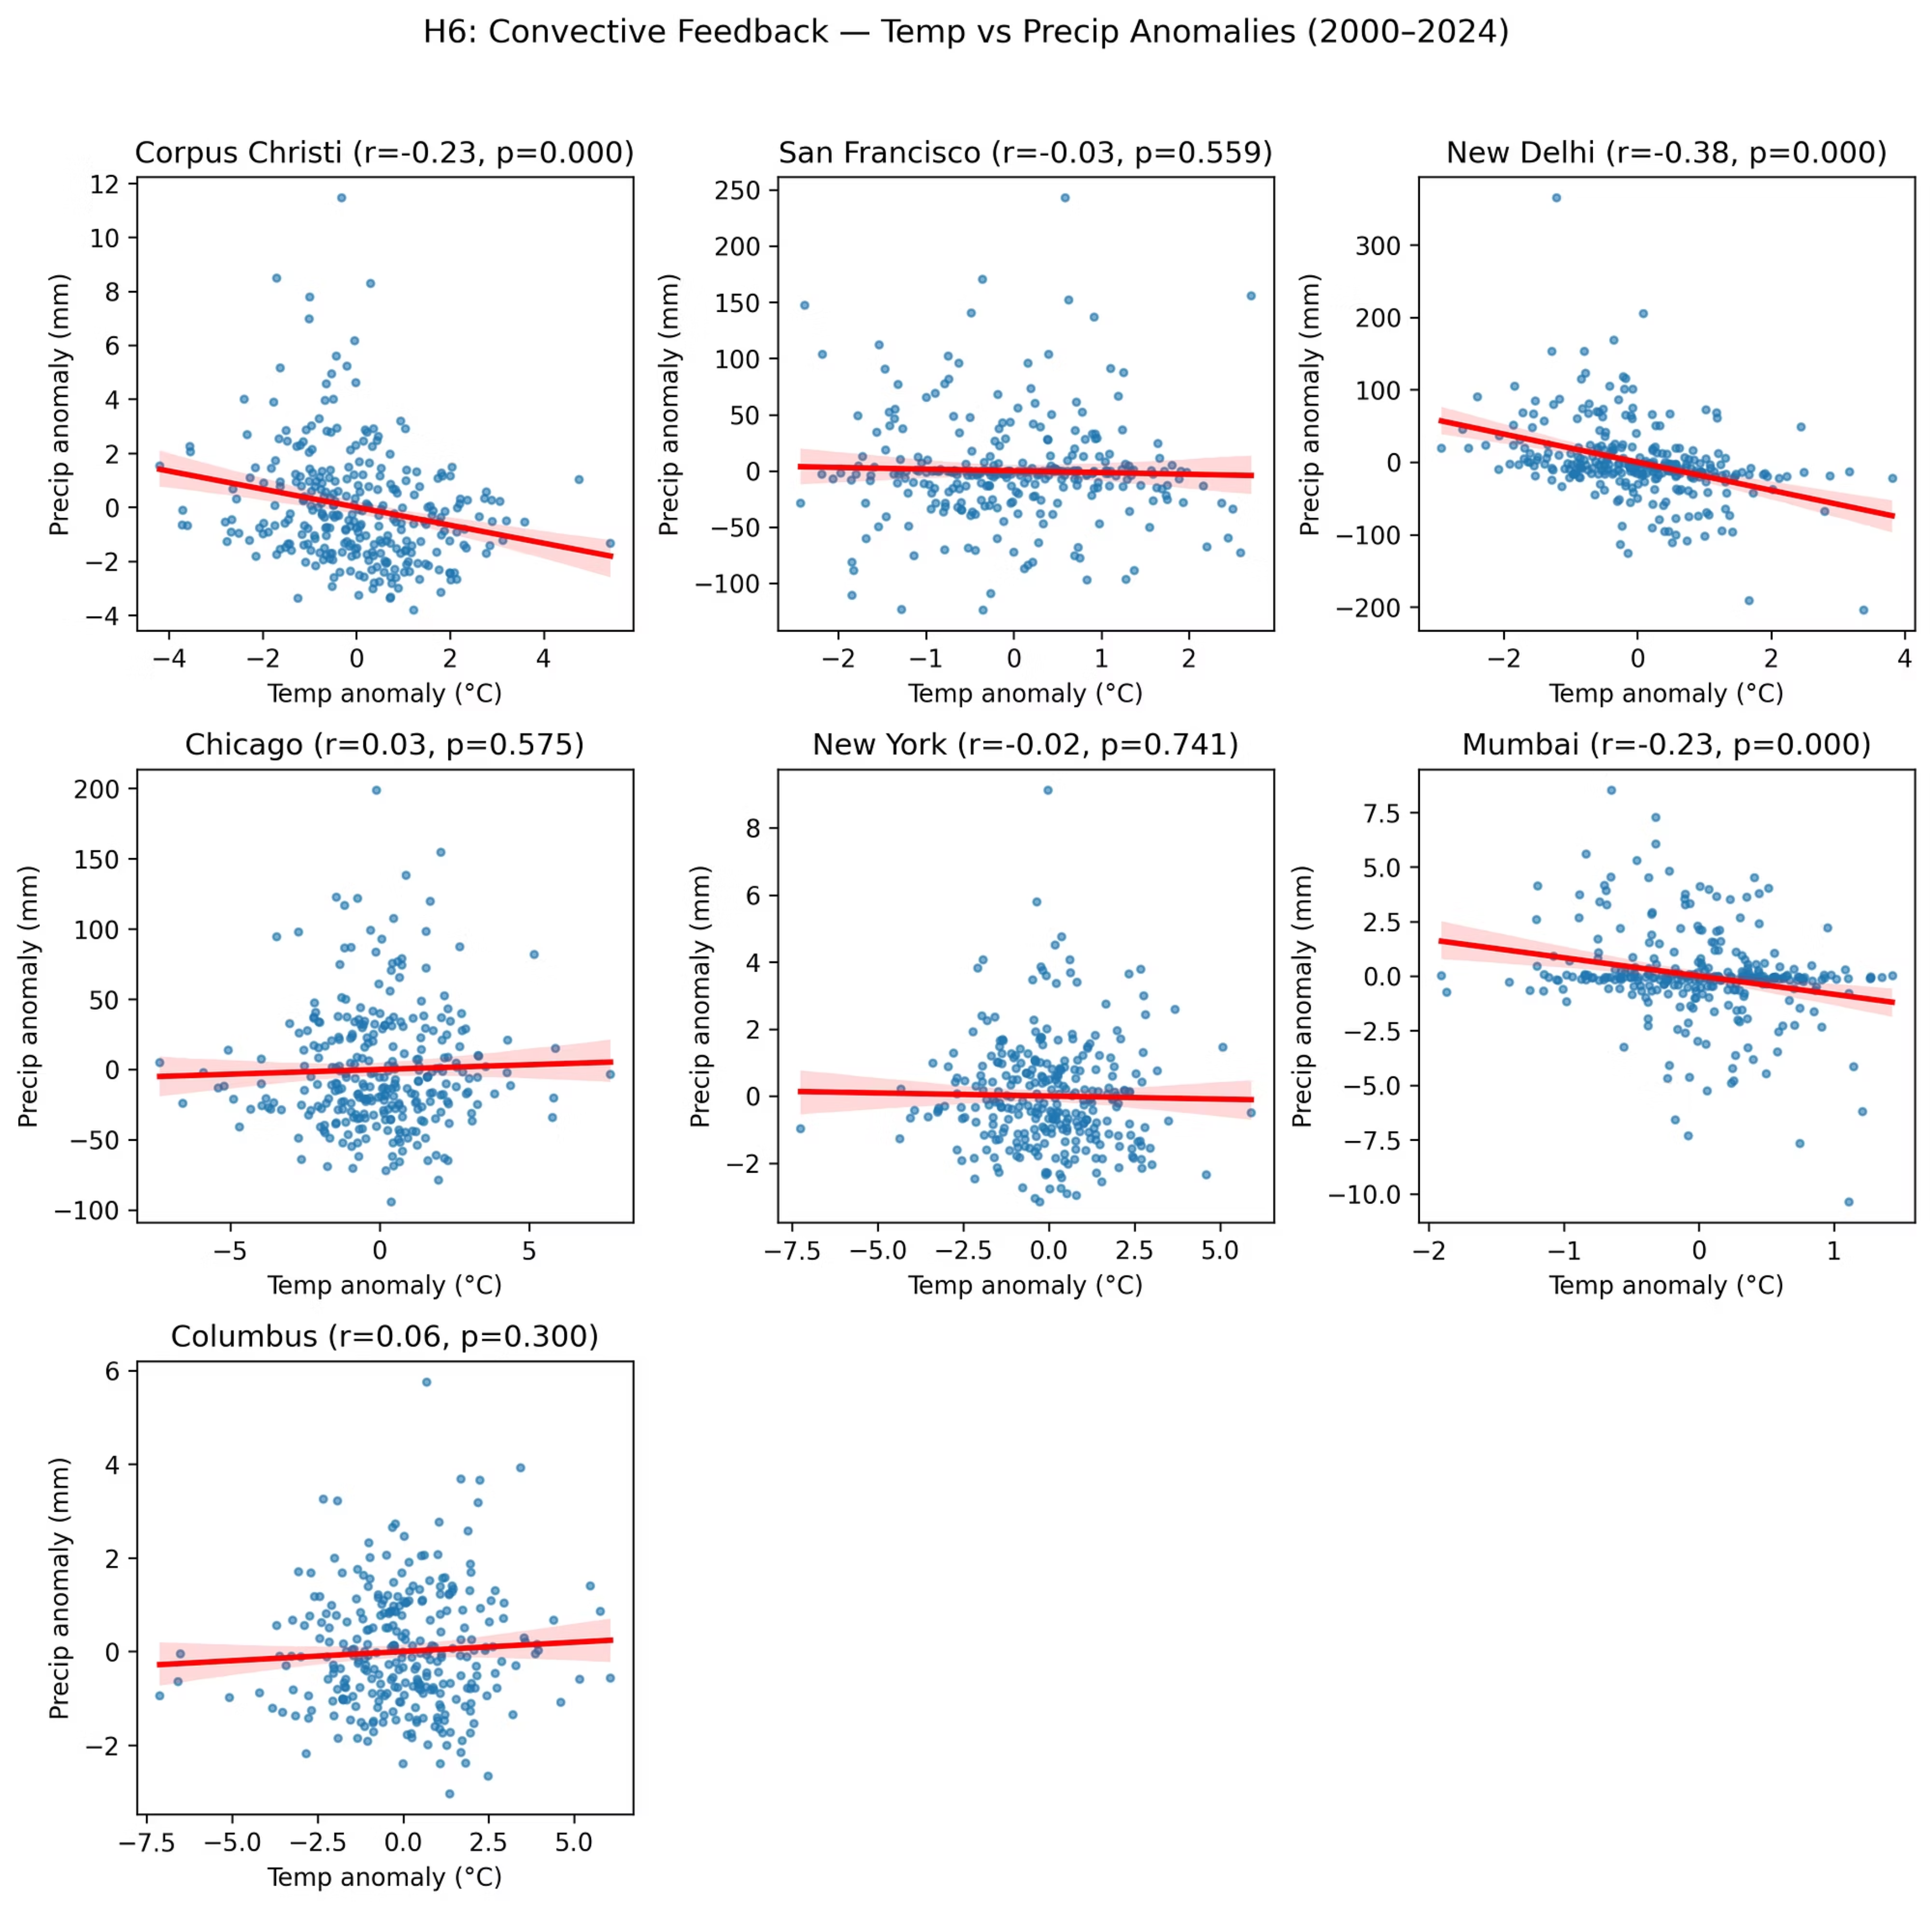 H6: Convective Feedback — Temp vs Precip Anomalies (2000–2024)
Corpus Christi (r=-0.23, p=0.000)
12
10
8
6
4
2
0
−2
−4
Precip anomaly (mm)
−4 −2 0 2 4
Temp anomaly (°C)
San Francisco (r=-0.03, p=0.559)
250
200
150
100
50
0
−50
−100
Precip anomaly (mm)
−2 −1 0 1 2
Temp anomaly (°C)
New Delhi (r=-0.38, p=0.000)
300
200
100
0
−100
−200
Precip anomaly (mm)
−2 0 2 4
Temp anomaly (°C)
Chicago (r=0.03, p=0.575)
200
150
100
50
0
−50
−100
Precip anomaly (mm)
−5 0 5
Temp anomaly (°C)
New York (r=-0.02, p=0.741)
8
6
4
2
0
−2
Precip anomaly (mm)
−7.5 −5.0 −2.5 0.0 2.5 5.0
Temp anomaly (°C)
Mumbai (r=-0.23, p=0.000)
7.5
5.0
2.5
0.0
−2.5
−5.0
−7.5
−10.0
Precip anomaly (mm)
−2 −1 0 1
Temp anomaly (°C)
Columbus (r=0.06, p=0.300)
6
4
2
0
−2
Precip anomaly (mm)
−7.5 −5.0 −2.5 0.0 2.5 5.0
Temp anomaly (°C)